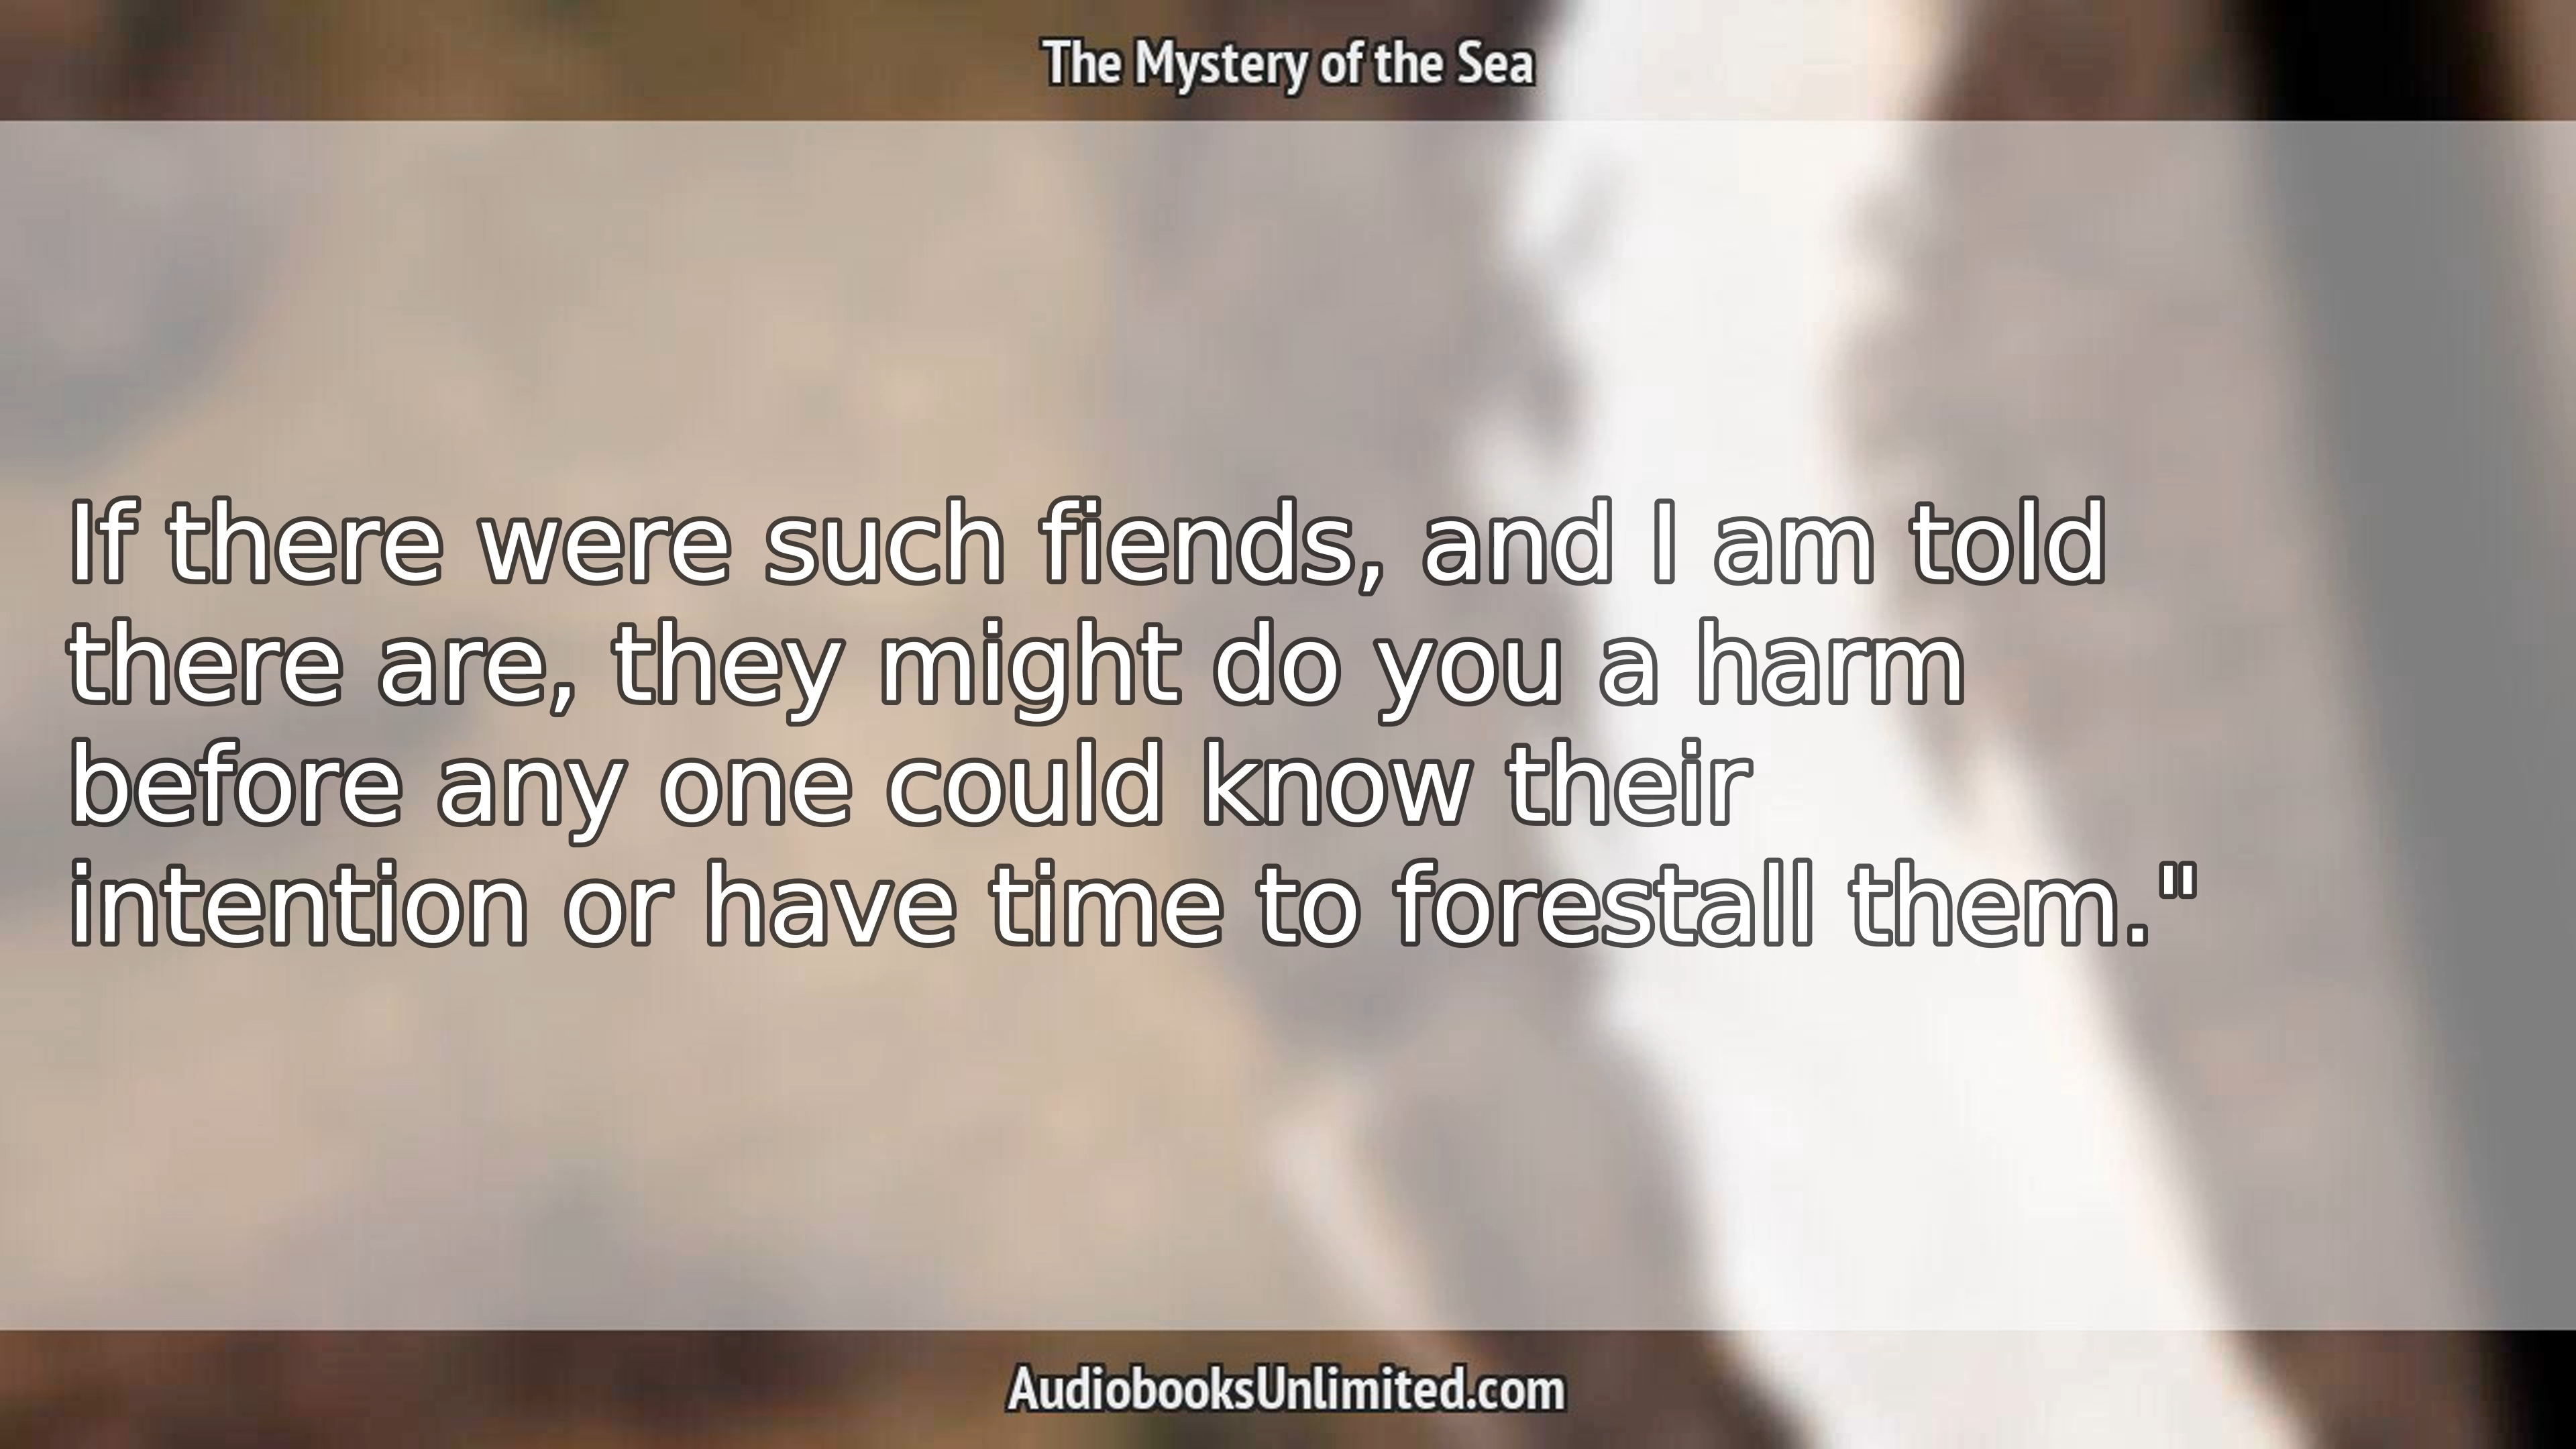 The Mystery of the Sea
If there were such fiends, and I am told
there are, they might do you a harm
before any one could know their
intention or have time to forestall them."
AudiobooksUnlimited.com